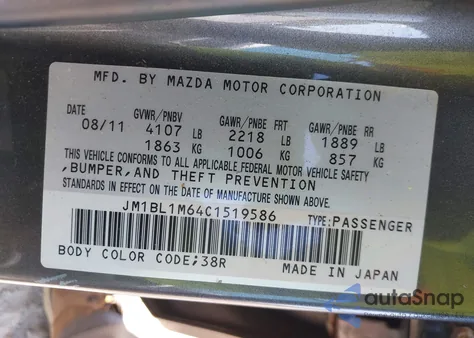 MFD. BY MAZDA MOTOR CORPORATION
DATE GVWR/PNBV GAWR/PNBE FRT GAWR/PNBE RR
08/11 4107 LB 2218 LB 1889 LB
1863 KG 1006 KG 857 KG
THIS VEHICLE CONFORMS TO ALL APPLICABLE FEDERAL MOTOR VEHICLE SAFETY
,BUMPER,AND THEFT PREVENTION
STANDARDS IN EFFECT ON THE DATE OF MANUFACTURE SHOWN ABOVE.
JM1BL1M64C1519586 TYPE:PASSENGER
BODY COLOR CODE;38R MADE IN JAPAN
autoSnap